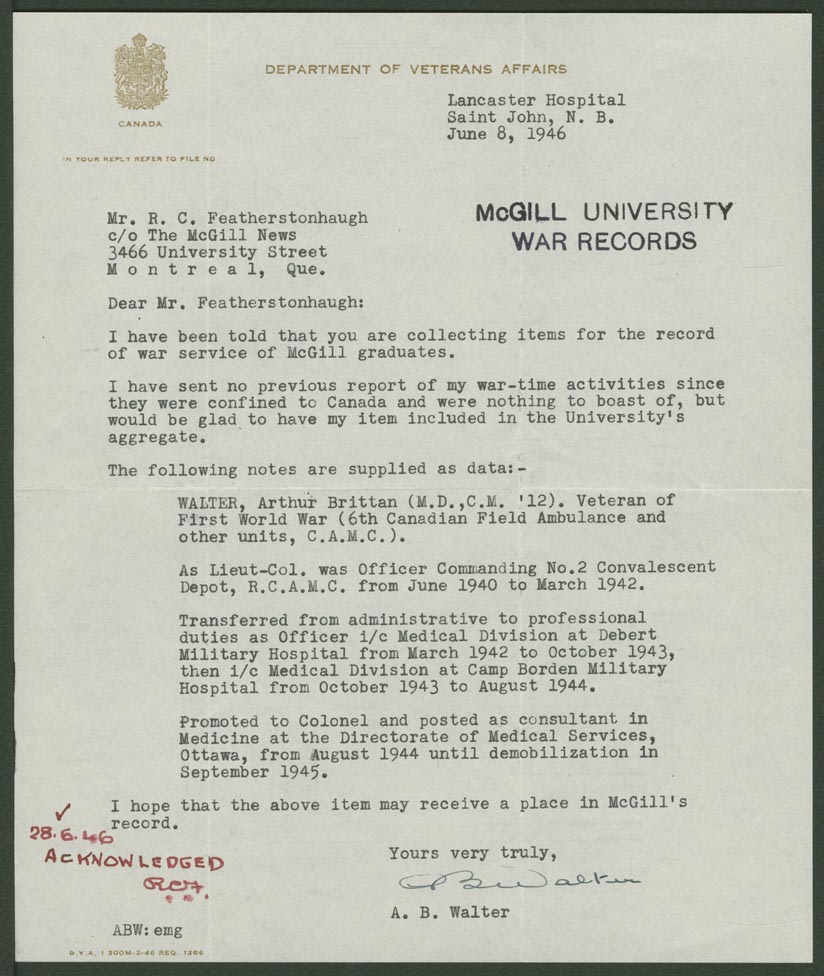 DEPARTMENT OF VETERANS AFFAIRS
CANADA
IN YOUR REPLY REFER TO FILE NO
Lancaster Hospital
Saint John, N. B.
June 8, 1946
McGILL UNIVERSITY
WAR RECORDS
Mr. R. C. Featherstonhaugh
c/o The McGill News
3466 University Street
M o n t r e a l, Que.
Dear Mr. Featherstonhaugh:
I have been told that you are collecting items for the record
of war service of McGill graduates.
I have sent no previous report of my war-time activities since
they were confined to Canada and were nothing to boast of, but
would be glad to have my item included in the University's
aggregate.
The following notes are supplied as data:-
WALTER, Arthur Brittan (M.D.,C.M. '12). Veteran of
First World War (6th Canadian Field Ambulance and
other units, C.A.M.C.).
As Lieut-Col. was Officer Commanding No.2 Convalescent
Depot, R.C.A.M.C. from June 1940 to March 1942.
Transferred from administrative to professional
duties as Officer i/c Medical Division at Debert
Military Hospital from March 1942 to October 1943,
then i/c Medical Division at Camp Borden Military
Hospital from October 1943 to August 1944.
Promoted to Colonel and posted as consultant in
Medicine at the Directorate of Medical Services,
Ottawa, from August 1944 until demobilization in
September 1945.
I hope that the above item may receive a place in McGill's
record.
28.6.46
ACKNOWLEDGED
RCF
Yours very truly,
A B Walter
A. B. Walter
ABW:emg
D.V.A. 1 200M-2-46 REQ. 1266